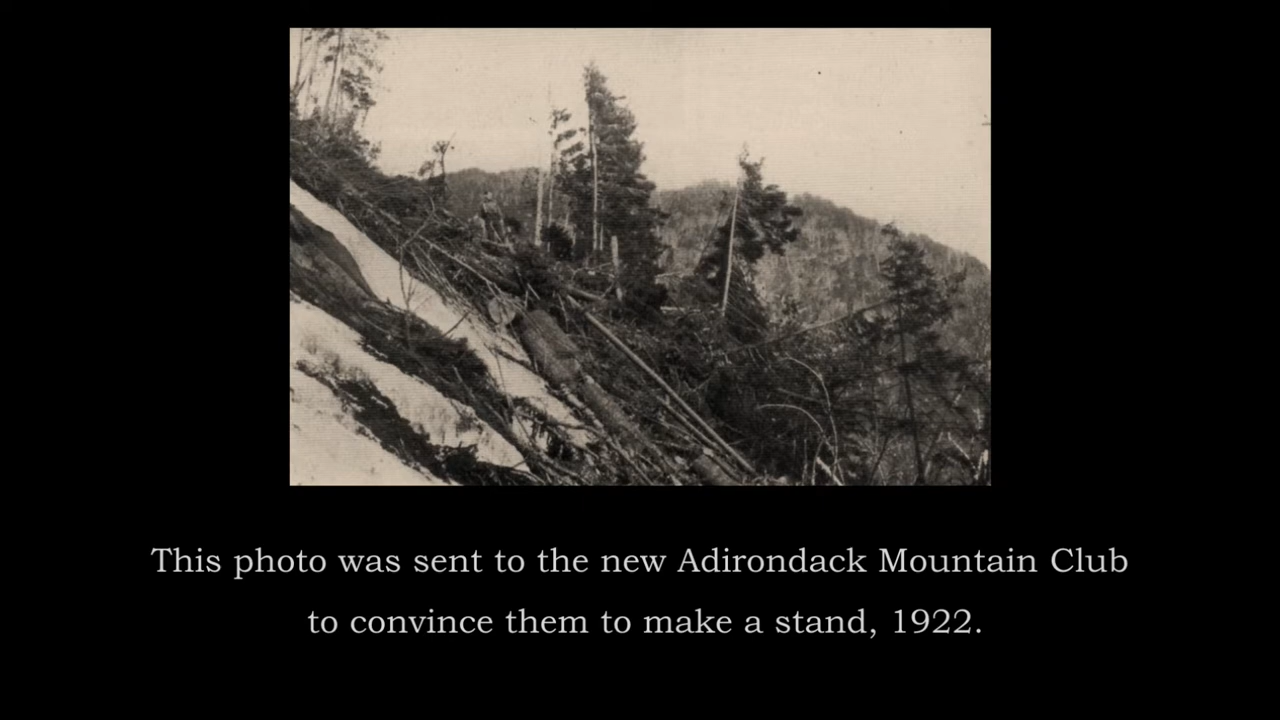 This photo was sent to the new Adirondack Mountain Club
to convince them to make a stand, 1922.